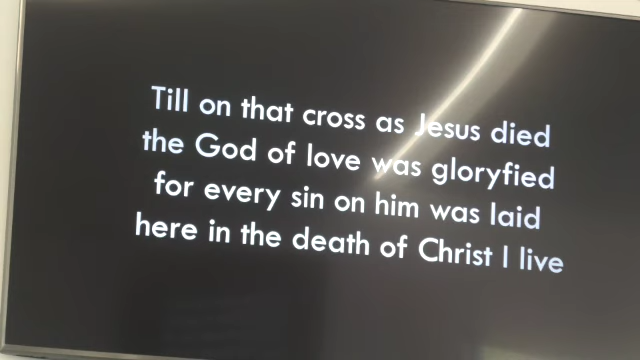 Till on that cross as Jesus died
the God of love was gloryfied
for every sin on him was laid
here in the death of Christ I live